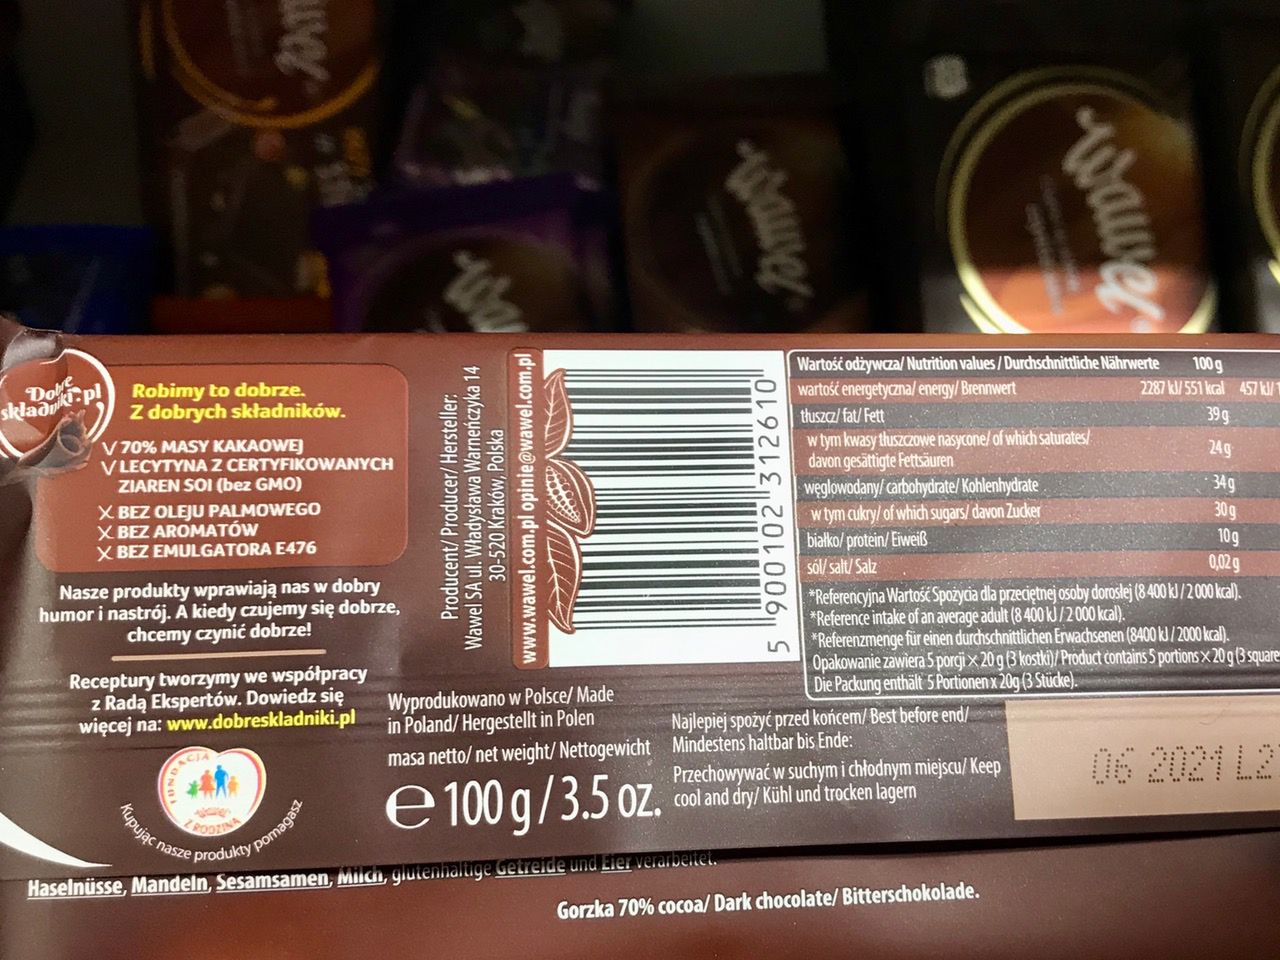 Wawel
Wawel
Wawel
Dobre
składniki.pl
Robimy to dobrze.
Z dobrych składników.
√ 70% MASY KAKAOWEJ
√ LECYTYNA Z CERTYFIKOWANYCH
ZIAREN SOI (bez GMO)
X BEZ OLEJU PALMOWEGO
X BEZ AROMATÓW
X BEZ EMULGATORA E476
Nasze produkty wprawiają nas w dobry
humor i nastrój. A kiedy czujemy się dobrze,
chcemy czynić dobrze!
Receptury tworzymy we współpracy
z Radą Ekspertów. Dowiedz się
więcej na: www.dobreskladniki.pl
FUNDACJA
Wawel
Z RODZINĄ
Kupując nasze produkty pomagasz
Producent/ Producer/ Hersteller:
Wawel SA ul. Władysława Warneńczyka 14
30-520 Kraków, Polska
www.wawel.com.pl opinie@wawel.com.pl
5 900102 312610
Wyprodukowano w Polsce/ Made
in Poland/ Hergestellt in Polen
masa netto/ net weight/ Nettogewicht
e 100 g / 3.5 oz.
Wartość odżywcza/ Nutrition values / Durchschnittliche Nährwerte 100 g
wartość energetyczna/ energy/ Brennwert 2287 kJ/ 551 kcal 457 kJ/
tłuszcz/ fat/ Fett 39 g
w tym kwasy tłuszczowe nasycone/ of which saturates/
davon gesättigte Fettsäuren 24 g
węglowodany/ carbohydrate/ Kohlenhydrate 34 g
w tym cukry/ of which sugars/ davon Zucker 30 g
białko/ protein/ Eiweiß 10 g
sól/ salt/ Salz 0,02 g
*Referencyjna Wartość Spożycia dla przeciętnej osoby dorosłej (8 400 kJ / 2 000 kcal).
*Reference intake of an average adult (8 400 kJ / 2 000 kcal).
*Referenzmenge für einen durchschnittlichen Erwachsenen (8400 kJ / 2000 kcal).
Opakowanie zawiera 5 porcji x 20 g (3 kostki)/ Product contains 5 portions x 20 g (3 square
Die Packung enthält 5 Portionen x 20g (3 Stücke).
Najlepiej spożyć przed końcem/ Best before end/
Mindestens haltbar bis Ende:
Przechowywać w suchym i chłodnym miejscu/ Keep
cool and dry/ Kühl und trocken lagern
06 2021 L2
Haselnüsse, Mandeln, Sesamsamen, Milch, glutenhaltige Getreide und Eier verarbeitet.
Gorzka 70% cocoa/ Dark chocolate/ Bitterschokolade.